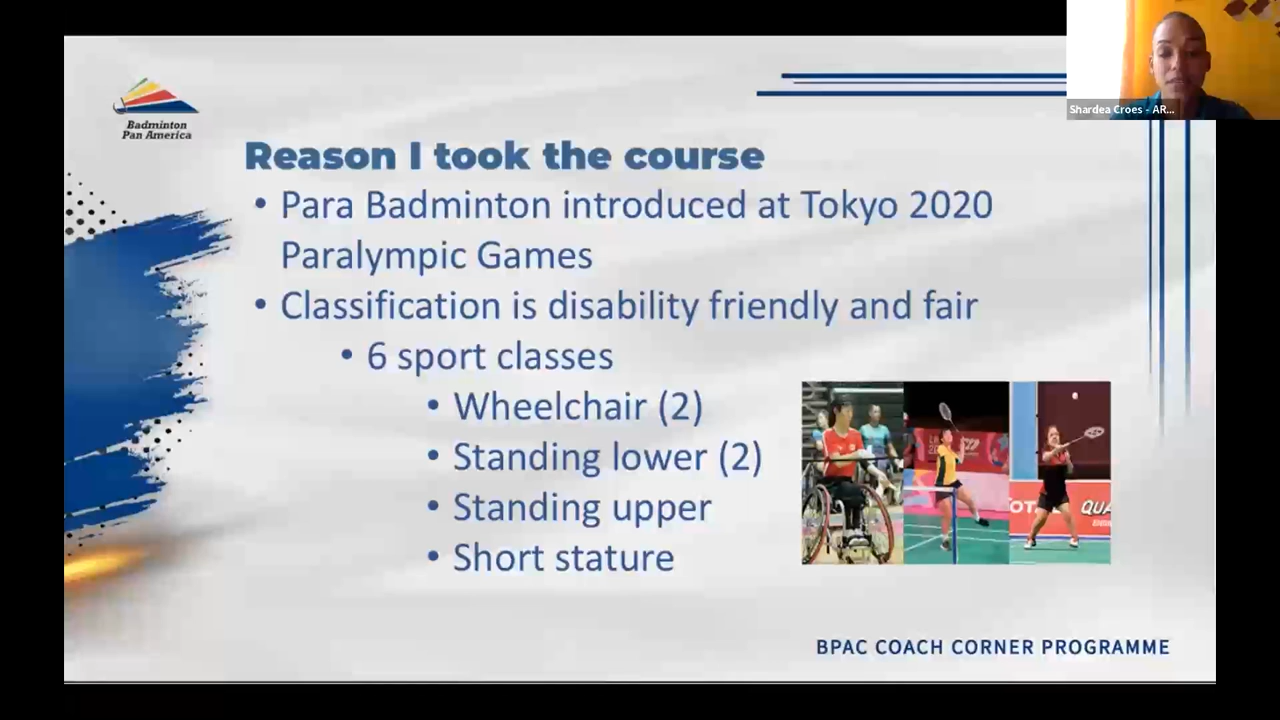 Shardea Croes - AR...
Badminton
Pan America
Reason I took the course
• Para Badminton introduced at Tokyo 2020
Paralympic Games
• Classification is disability friendly and fair
• 6 sport classes
• Wheelchair (2)
• Standing lower (2)
• Standing upper
• Short stature
BPAC COACH CORNER PROGRAMME